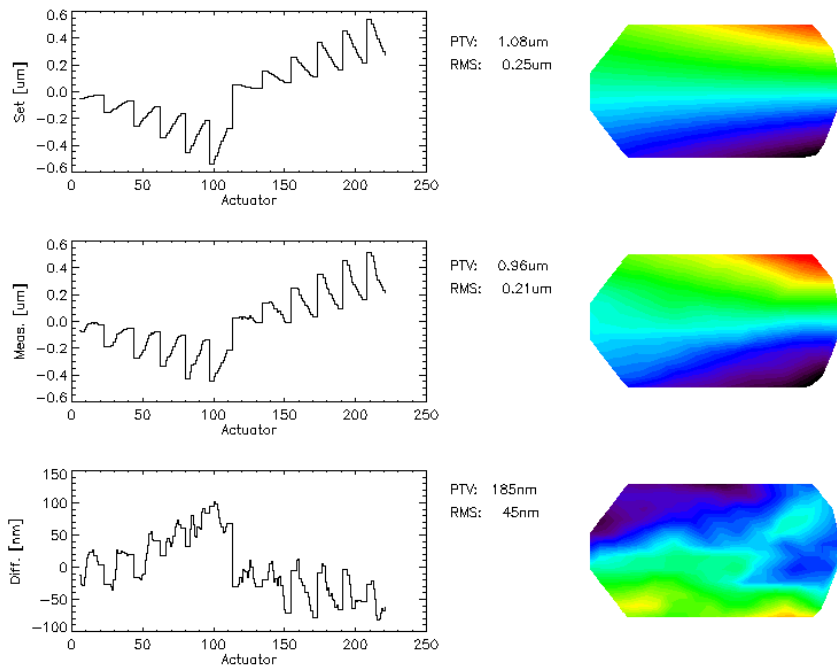 0.6
0.4
0.2
0.0
−0.2
−0.4
−0.6
Set [um]
0 50 100 150 200 250
Actuator
PTV: 1.08um
RMS: 0.25um
0.6
0.4
0.2
0.0
−0.2
−0.4
−0.6
Meas. [um]
0 50 100 150 200 250
Actuator
PTV: 0.96um
RMS: 0.21um
150
100
50
0
−50
−100
Diff. [nm]
0 50 100 150 200 250
Actuator
PTV: 185nm
RMS: 45nm